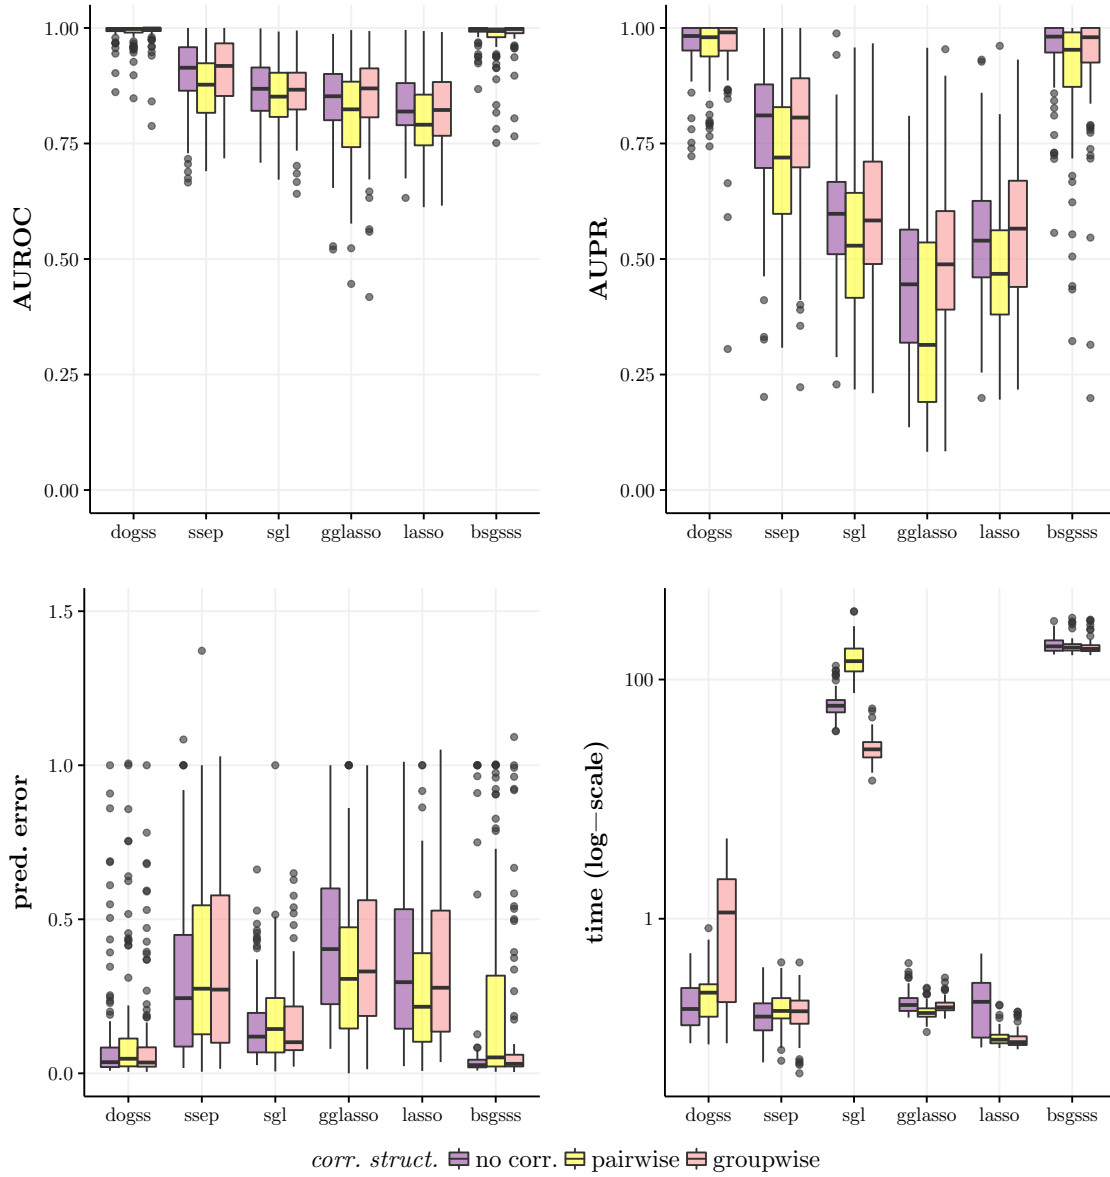 AUROC
1.00
0.75
0.50
0.25
0.00
dogss ssep sgl gglasso lasso bsgsss
AUPR
1.00
0.75
0.50
0.25
0.00
dogss ssep sgl gglasso lasso bsgsss
pred. error
1.5
1.0
0.5
0.0
dogss ssep sgl gglasso lasso bsgsss
time (log−scale)
100
1
dogss ssep sgl gglasso lasso bsgsss
corr. struct. no corr. pairwise groupwise